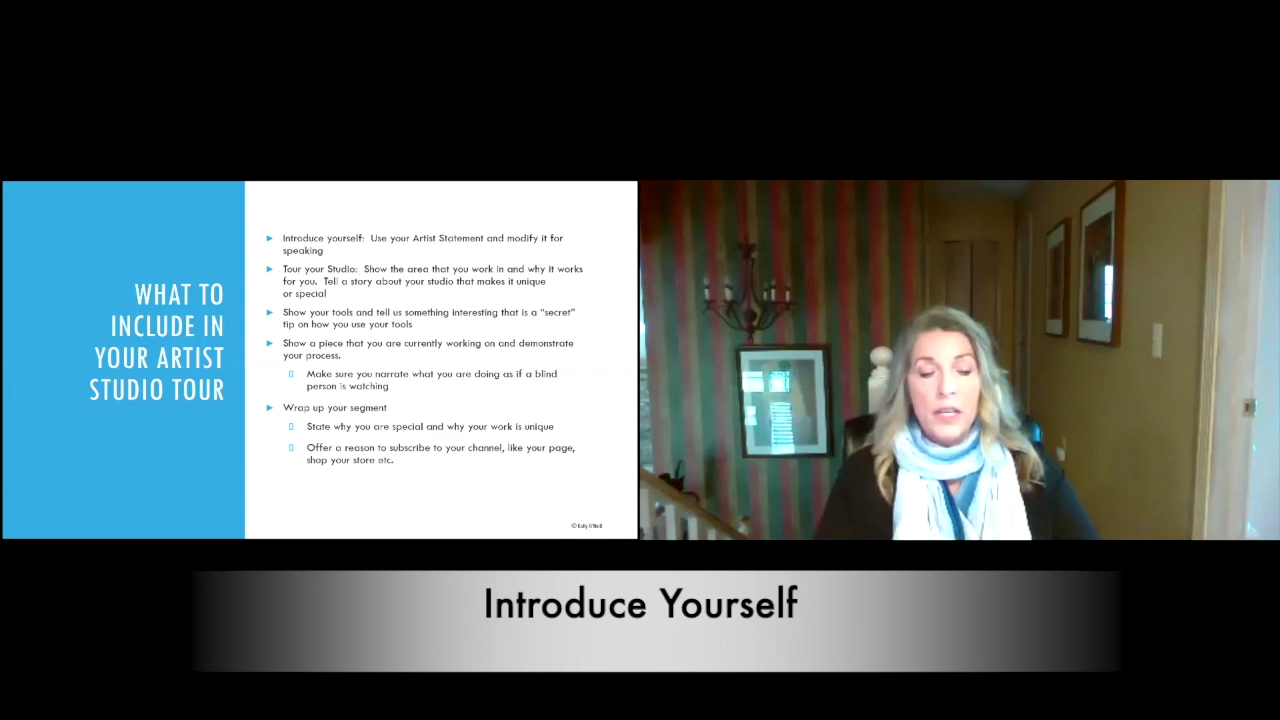 WHAT TO
INCLUDE IN
YOUR ARTIST
STUDIO TOUR
Introduce yourself: Use your Artist Statement and modify it for
speaking
Tour your Studio: Show the area that you work in and why it works
for you. Tell a story about your studio that makes it unique
or special
Show your tools and tell us something interesting that is a "secret"
tip on how you use your tools
Show a piece that you are currently working on and demonstrate
your process.
Make sure you narrate what you are doing as if a blind
person is watching
Wrap up your segment
State why you are special and why your work is unique
Offer a reason to subscribe to your channel, like your page,
shop your store etc.
© Kelly O'Neill
Introduce Yourself